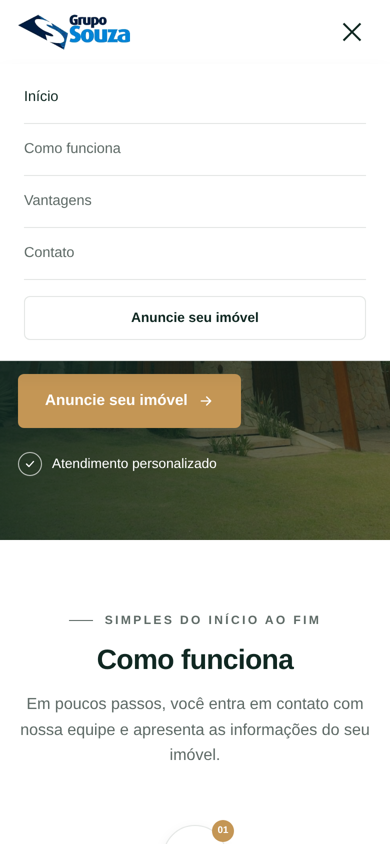 Grupo
Souza
Início
Como funciona
Vantagens
Contato
Anuncie seu imóvel
Anuncie seu imóvel →
Atendimento personalizado
SIMPLES DO INÍCIO AO FIM
Como funciona
Em poucos passos, você entra em contato com
nossa equipe e apresenta as informações do seu
imóvel.
01